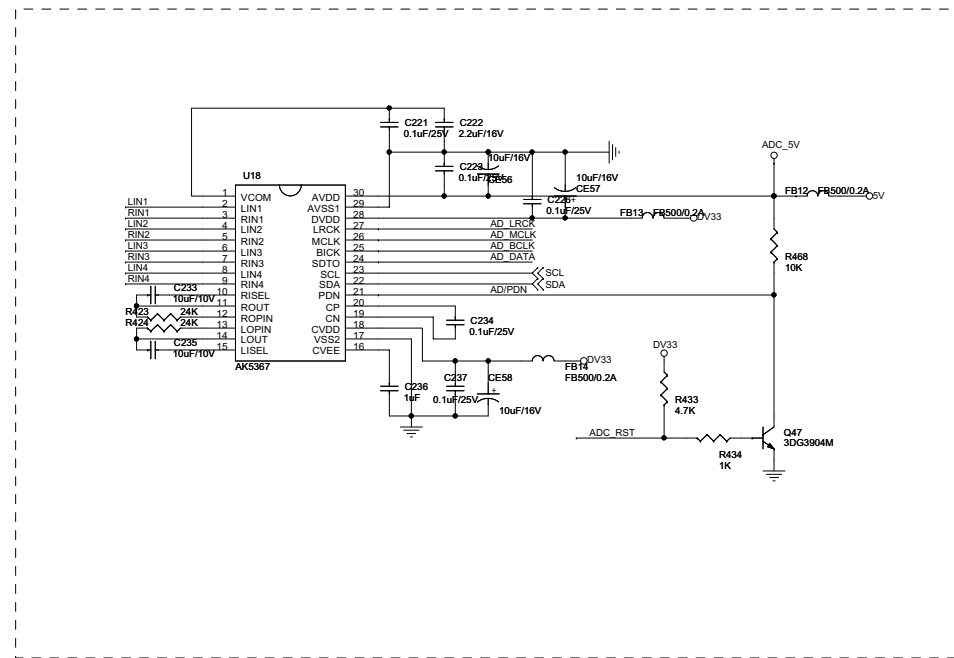 C221
0.1uF/25V
C222
2.2uF/16V
ADC_5V
C223
0.1uF/25V
10uF/16V
CE56
10uF/16V
CE57
+
C226
0.1uF/25V
FB12
FB500/0.2A
5V
FB13
FB500/0.2A
DV33
U18
1 VCOM AVDD 30
LIN1 2 LIN1 AVSS1 29
RIN1 3 RIN1 DVDD 28
LIN2 4 LIN2 LRCK 27 AD_LRCK
RIN2 5 RIN2 MCLK 26 AD_MCLK
LIN3 6 LIN3 BICK 25 AD_BCLK
RIN3 7 RIN3 SDTO 24 AD_DATA
LIN4 8 LIN4 SCL 23 SCL
RIN4 9 RIN4 SDA 22 SDA
10 RISEL PDN 21 AD/PDN
11 ROUT CP 20
12 ROPIN CN 19
13 LOPIN CVDD 18
14 LOUT VSS2 17
15 LISEL CVEE 16
AK5367
C233
10uF/10V
R423 24K
R424 24K
C235
10uF/10V
R468
10K
C234
0.1uF/25V
DV33
FB14
FB500/0.2A
C236
1uF
C237
0.1uF/25V
CE58
+
10uF/16V
DV33
R433
4.7K
ADC_RST
R434
1K
Q47
3DG3904M